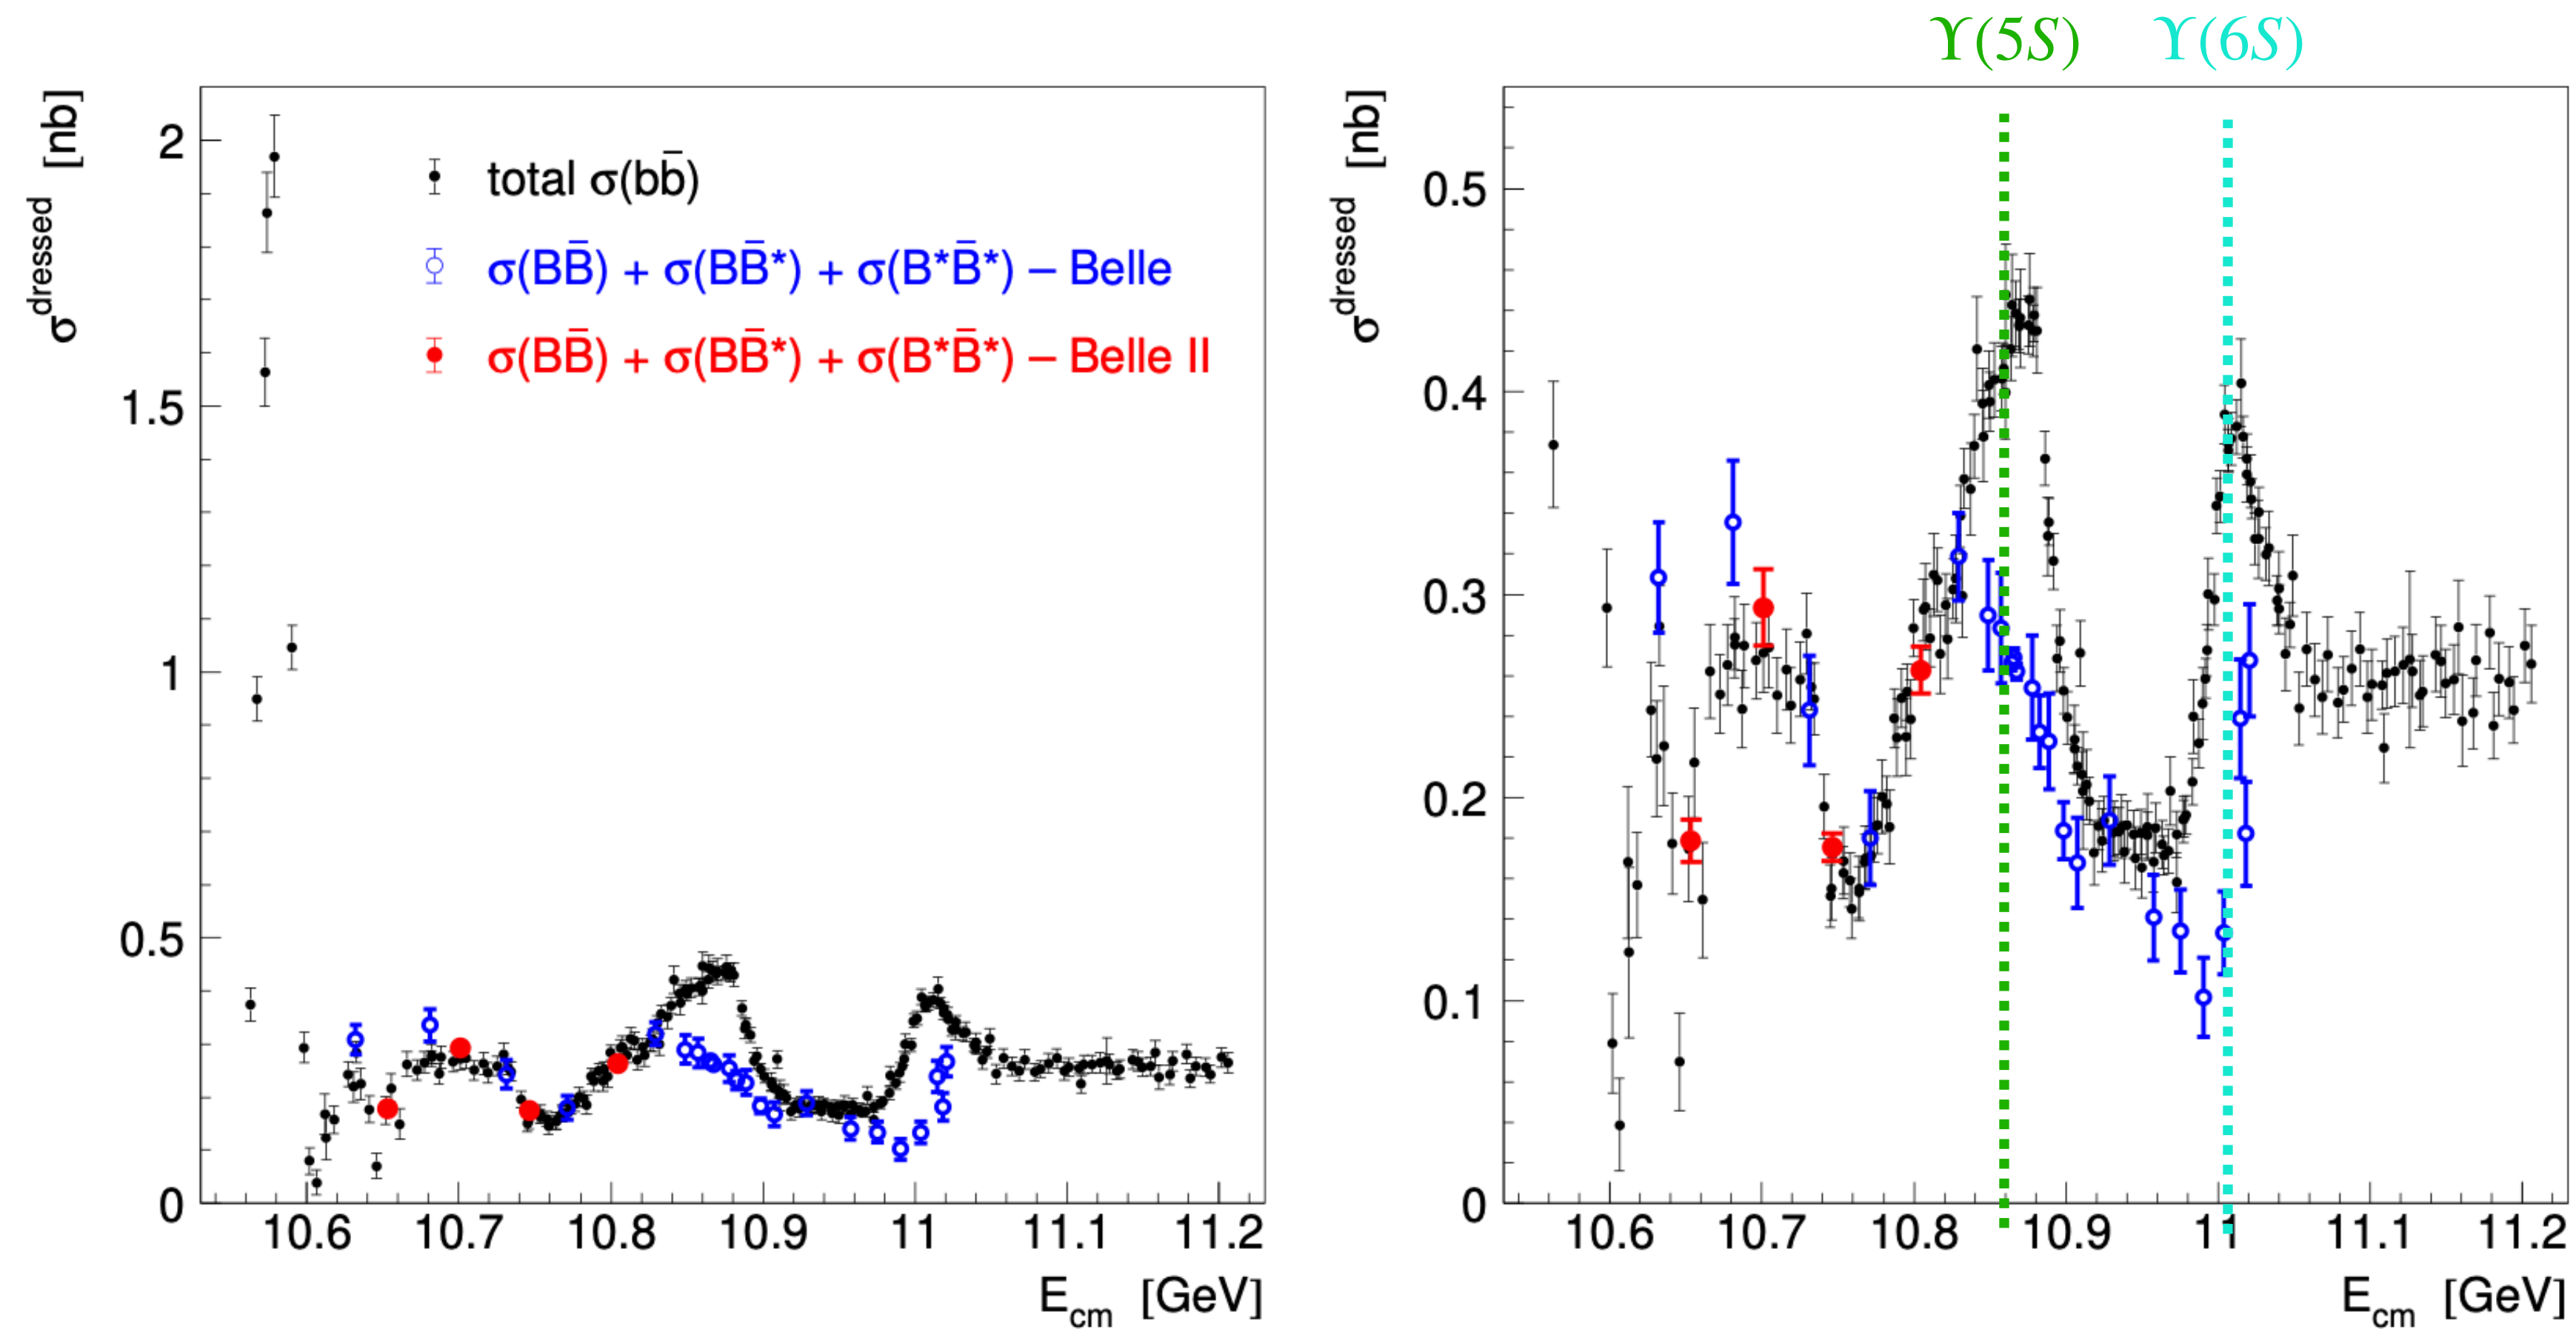 ϒ(5S) ϒ(6S)
σ^dressed [nb]
2
1.5
1
0.5
0
total σ(bb̄)
σ(BB̄) + σ(BB̄*) + σ(B*B̄*) – Belle
σ(BB̄) + σ(BB̄*) + σ(B*B̄*) – Belle II
10.6 10.7 10.8 10.9 11 11.1 11.2
E_cm [GeV]
σ^dressed [nb]
0.5
0.4
0.3
0.2
0.1
0
10.6 10.7 10.8 10.9 11 11.1 11.2
E_cm [GeV]